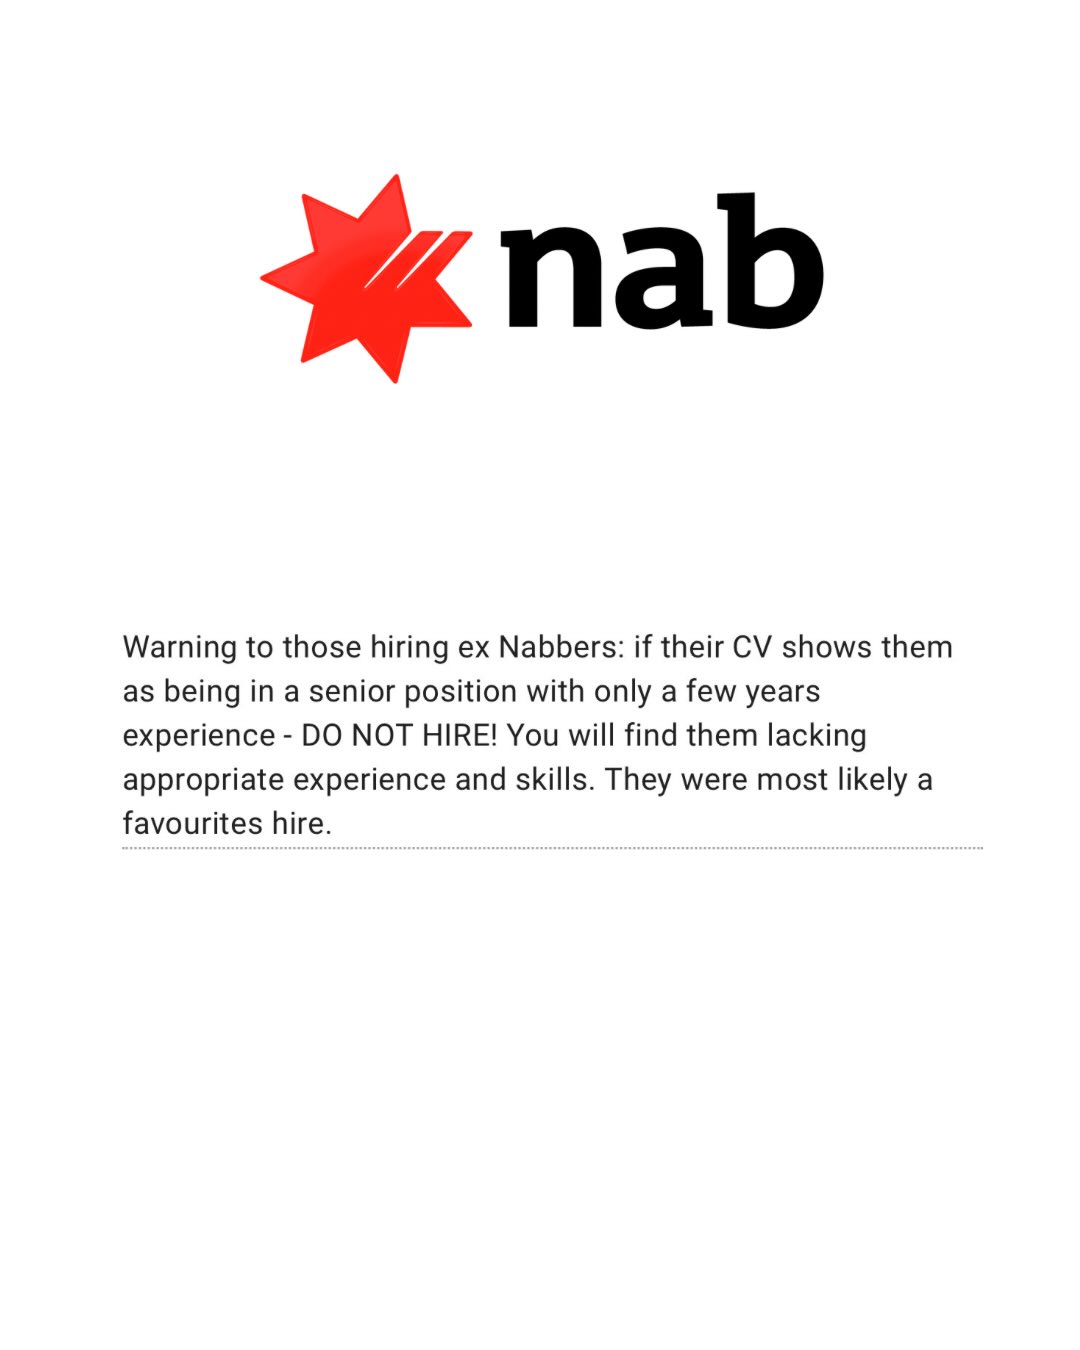 nab
Warning to those hiring ex Nabbers: if their CV shows them
as being in a senior position with only a few years
experience - DO NOT HIRE! You will find them lacking
appropriate experience and skills. They were most likely a
favourites hire.